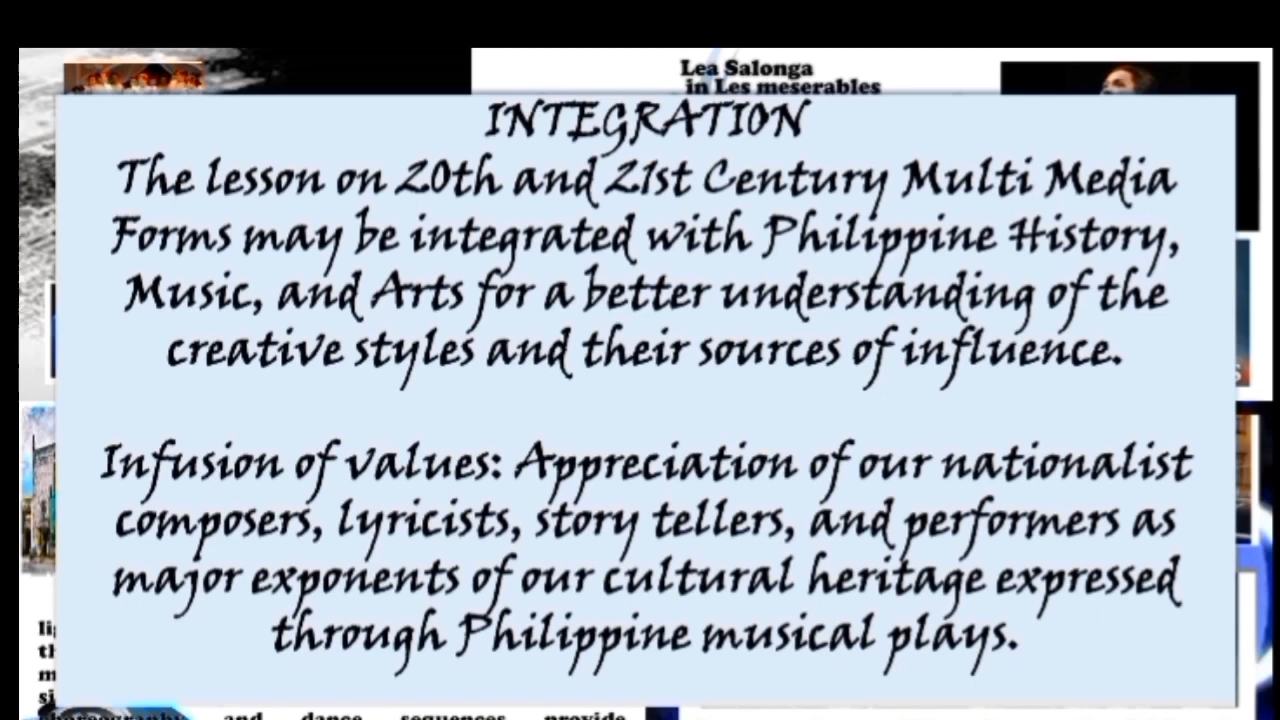 Lea Salonga
in Les meserables
INTEGRATION
The lesson on 20th and 21st Century Multi Media
Forms may be integrated with Philippine History,
Music, and Arts for a better understanding of the
creative styles and their sources of influence.
Infusion of values: Appreciation of our nationalist
composers, lyricists, story tellers, and performers as
major exponents of our cultural heritage expressed
through Philippine musical plays.
and dance sequences provide